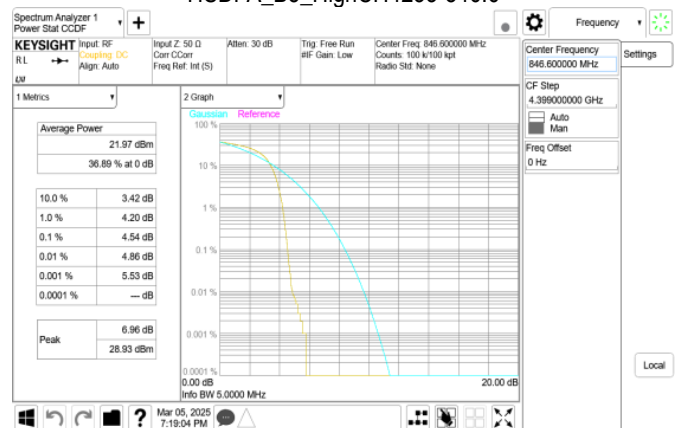 Spectrum Analyzer 1
Power Stat CCDF
KEYSIGHT
R L
Input: RF
Coupling: DC
Align: Auto
Input Z: 50 Ω
Corr CCorr
Freq Ref: Int (S)
Atten: 30 dB
Trig: Free Run
#IF Gain: Low
Center Freq: 846.600000 MHz
Counts: 100 k/100 kpt
Radio Std: None
Frequency
Center Frequency
846.600000 MHz
Settings
CF Step
4.399000000 GHz
Auto
Man
Freq Offset
0 Hz
Local
1 Metrics
Average Power
21.97 dBm
36.89 % at 0 dB
10.0 % 3.42 dB
1.0 % 4.20 dB
0.1 % 4.54 dB
0.01 % 4.86 dB
0.001 % 5.53 dB
0.0001 % --- dB
Peak 6.96 dB
28.93 dBm
2 Graph
Gaussian Reference
100 %
10 %
1 %
0.1 %
0.01 %
0.001 %
0.0001 %
0.00 dB 20.00 dB
Info BW 5.0000 MHz
?
Mar 05, 2025
7:19:04 PM